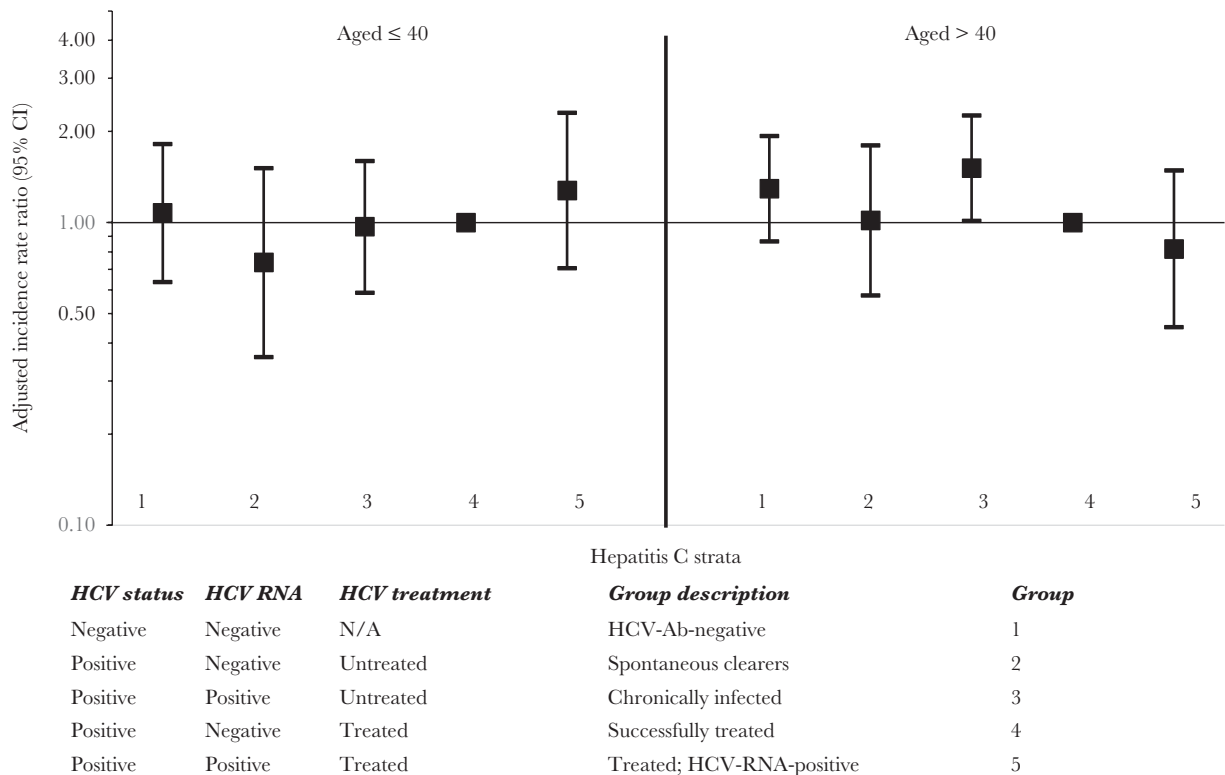 Aged ≤ 40 Aged > 40
Adjusted incidence rate ratio (95% CI)
4.00
3.00
2.00
1.00
0.50
0.10
1 2 3 4 5 1 2 3 4 5
Hepatitis C strata
HCV status HCV RNA HCV treatment Group description Group
Negative Negative N/A HCV-Ab-negative 1
Positive Negative Untreated Spontaneous clearers 2
Positive Positive Untreated Chronically infected 3
Positive Negative Treated Successfully treated 4
Positive Positive Treated Treated; HCV-RNA-positive 5